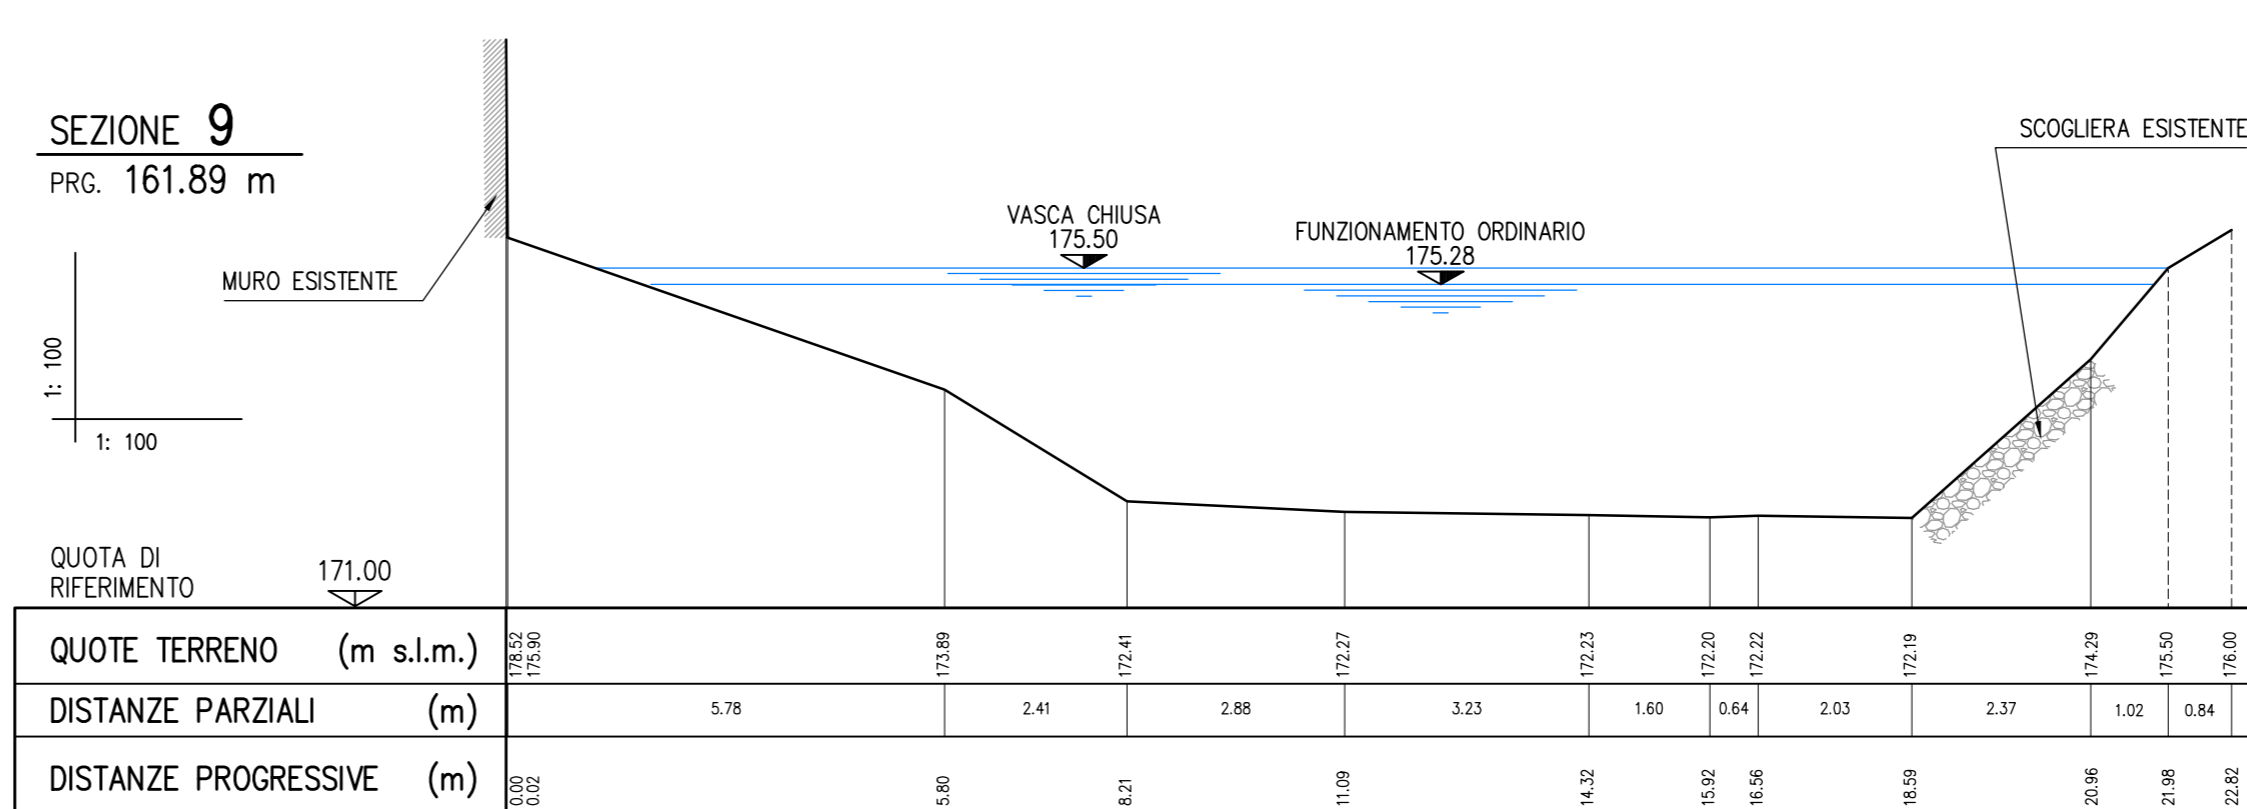 SEZIONE 9
PRG. 161.89 m
SCOGLIERA ESISTENTE
VASCA CHIUSA
175.50
FUNZIONAMENTO ORDINARIO
175.28
MURO ESISTENTE
1: 100
1: 100
QUOTA DI
RIFERIMENTO
171.00
QUOTE TERRENO (m s.l.m.) 178.52 175.90 173.89 172.41 172.27 172.23 172.20 172.22 172.19 174.29 175.50 176.00
DISTANZE PARZIALI (m) 5.78 2.41 2.88 3.23 1.60 0.64 2.03 2.37 1.02 0.84
DISTANZE PROGRESSIVE (m) 0.00 0.02 5.80 8.21 11.09 14.32 15.92 16.56 18.59 20.96 21.98 22.82